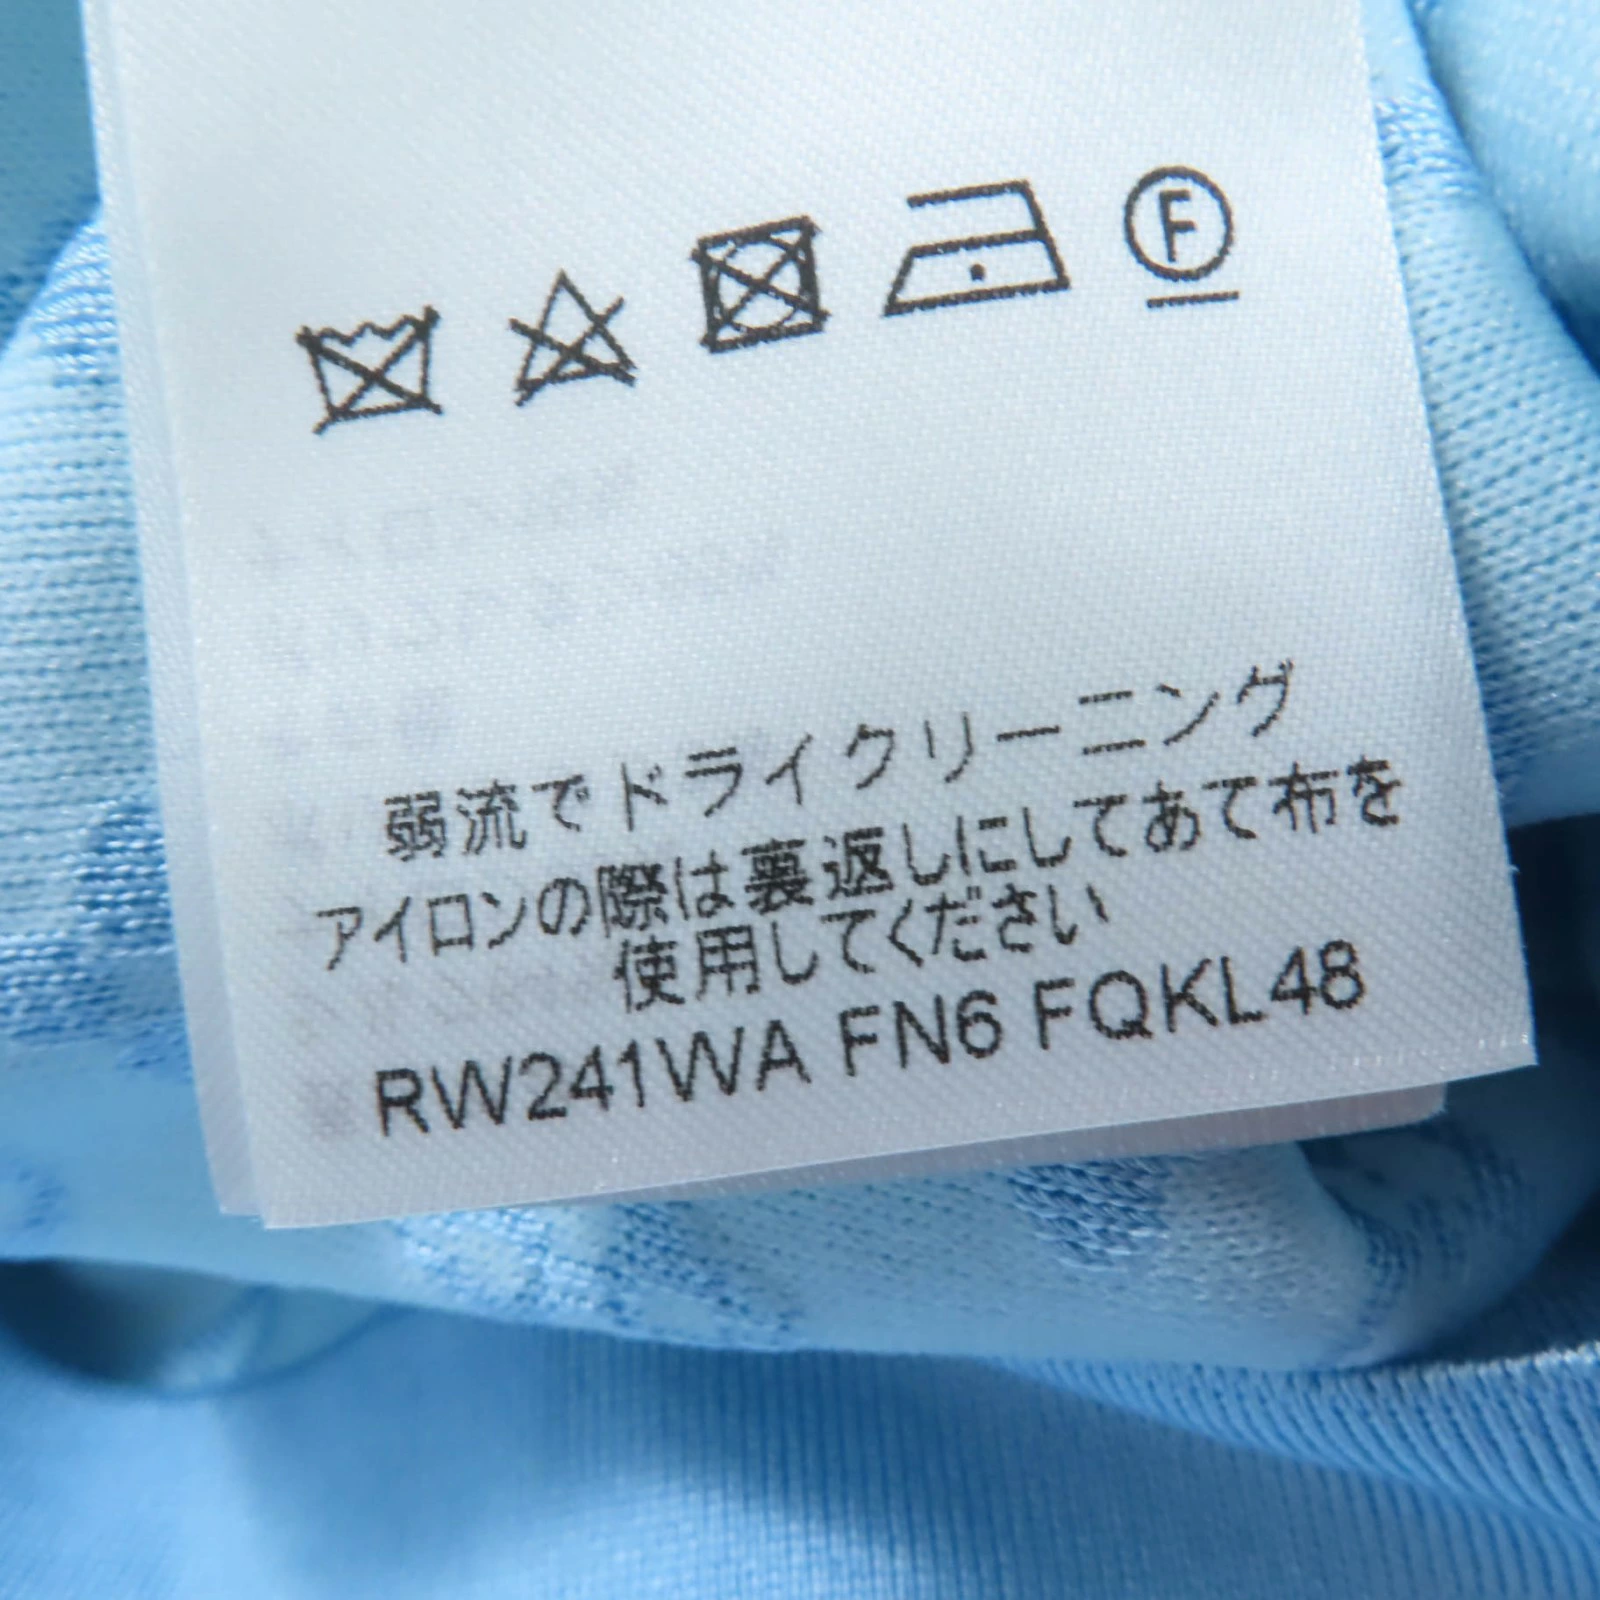 F
弱流でドライクリーニング
アイロンの際は裏返しにしてあて布を
使用してください
RW241WA FN6 FQKL48